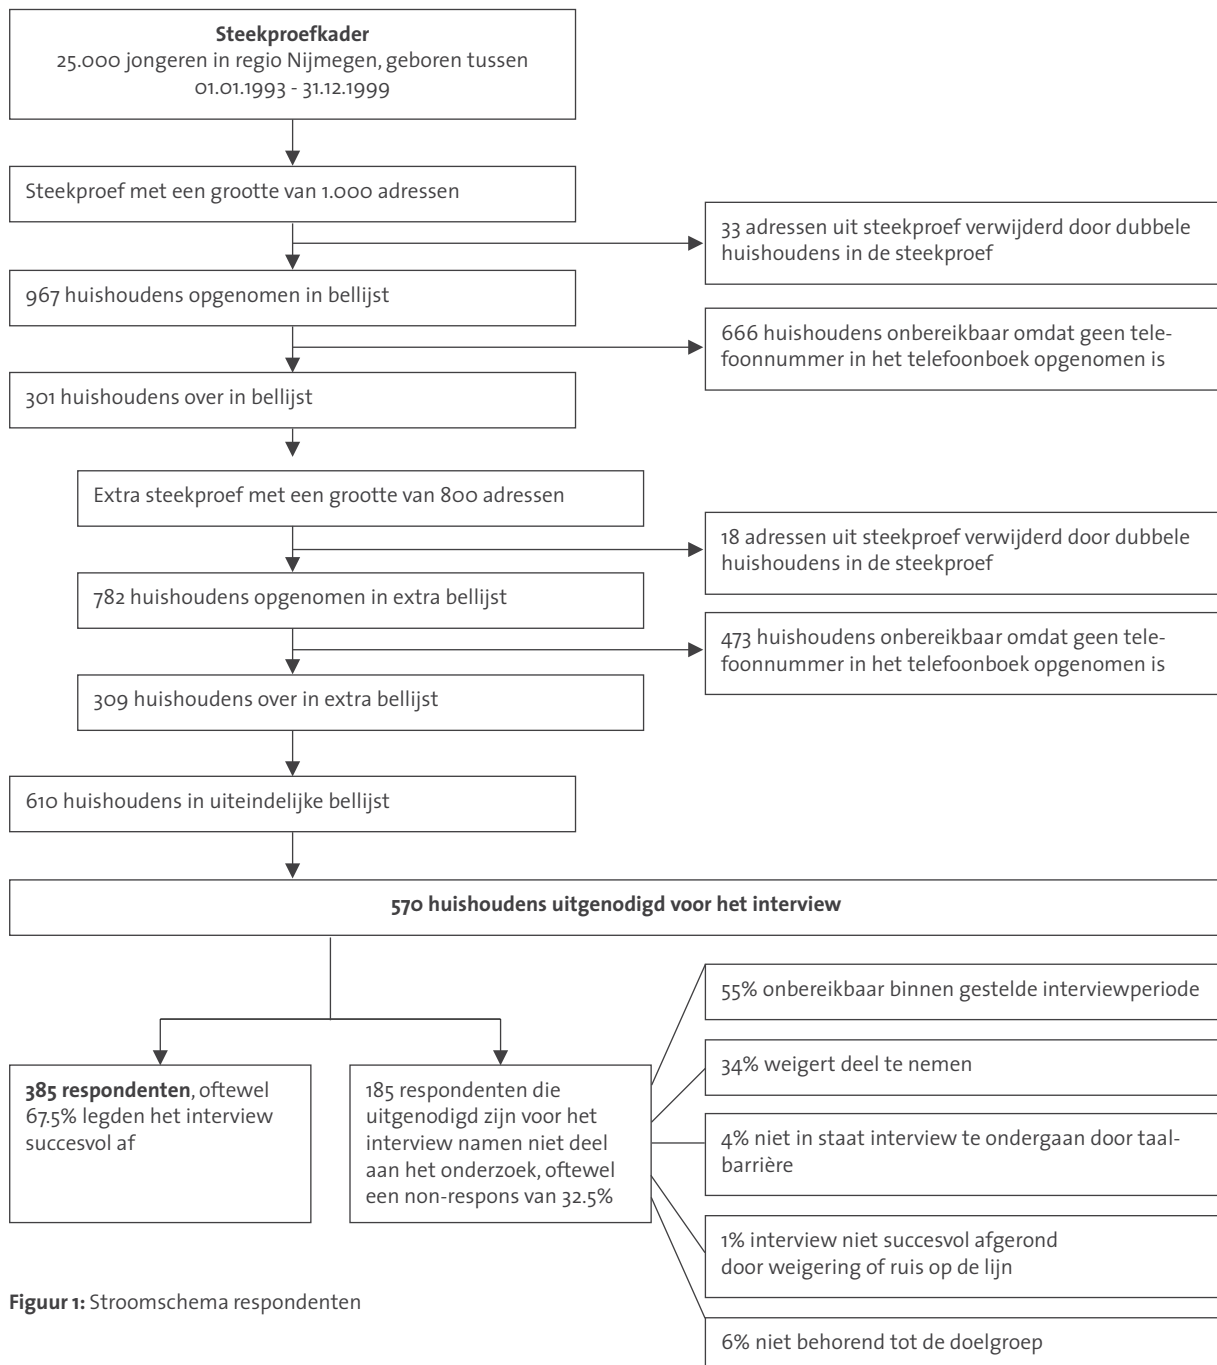 Steekproefkader
25.000 jongeren in regio Nijmegen, geboren tussen
01.01.1993 - 31.12.1999
Steekproef met een grootte van 1.000 adressen
33 adressen uit steekproef verwijderd door dubbele
huishoudens in de steekproef
967 huishoudens opgenomen in bellijst
666 huishoudens onbereikbaar omdat geen tele-
foonnummer in het telefoonboek opgenomen is
301 huishoudens over in bellijst
Extra steekproef met een grootte van 800 adressen
18 adressen uit steekproef verwijderd door dubbele
huishoudens in de steekproef
782 huishoudens opgenomen in extra bellijst
473 huishoudens onbereikbaar omdat geen tele-
foonnummer in het telefoonboek opgenomen is
309 huishoudens over in extra bellijst
610 huishoudens in uiteindelijke bellijst
570 huishoudens uitgenodigd voor het interview
385 respondenten, oftewel
67.5% legden het interview
succesvol af
185 respondenten die
uitgenodigd zijn voor het
interview namen niet deel
aan het onderzoek, oftewel
een non-respons van 32.5%
55% onbereikbaar binnen gestelde interviewperiode
34% weigert deel te nemen
4% niet in staat interview te ondergaan door taal-
barrière
1% interview niet succesvol afgerond
door weigering of ruis op de lijn
6% niet behorend tot de doelgroep
Figuur 1: Stroomschema respondenten